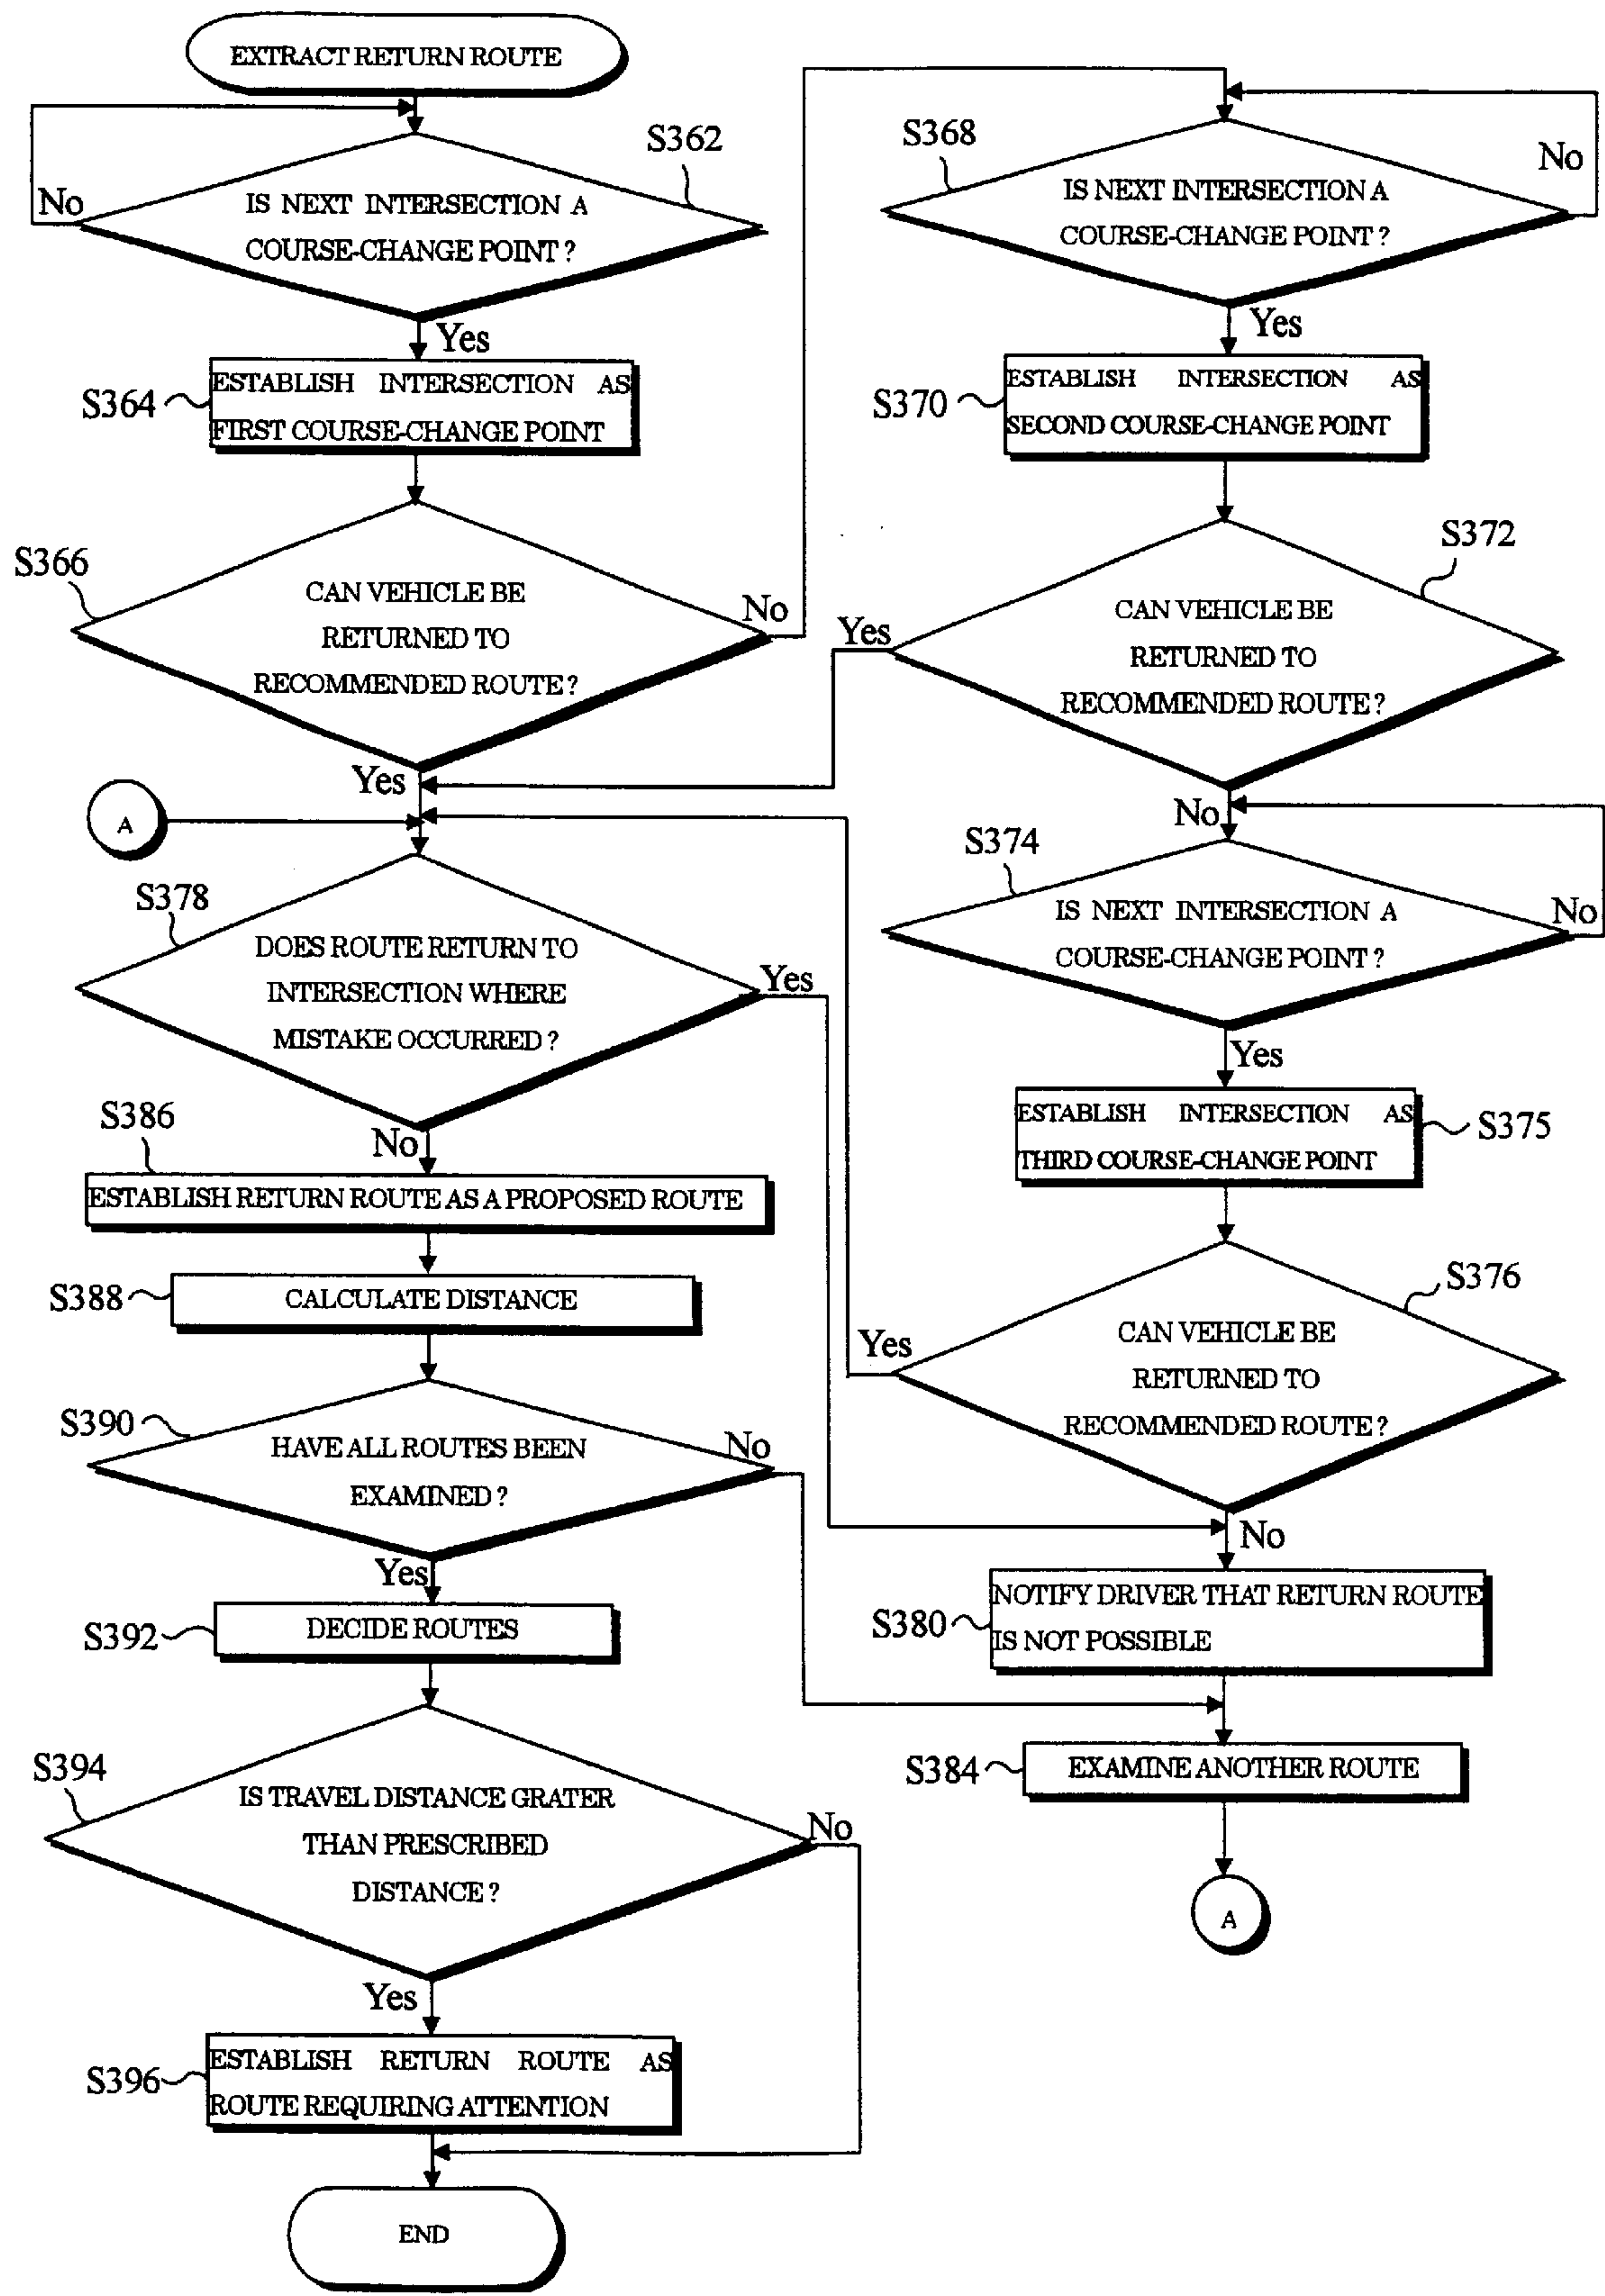 EXTRACT RETURN ROUTE
S362
No
IS NEXT INTERSECTION A
COURSE-CHANGE POINT?
Yes
S364
ESTABLISH INTERSECTION AS
FIRST COURSE-CHANGE POINT
S366
CAN VEHICLE BE
RETURNED TO
RECOMMENDED ROUTE?
No
Yes
A
S378
DOES ROUTE RETURN TO
INTERSECTION WHERE
MISTAKE OCCURRED?
Yes
No
S386
ESTABLISH RETURN ROUTE AS A PROPOSED ROUTE
S388
CALCULATE DISTANCE
S390
HAVE ALL ROUTES BEEN
EXAMINED?
No
Yes
S392
DECIDE ROUTES
S394
IS TRAVEL DISTANCE GRATER
THAN PRESCRIBED
DISTANCE?
No
Yes
S396
ESTABLISH RETURN ROUTE AS
ROUTE REQUIRING ATTENTION
END
S368
No
IS NEXT INTERSECTION A
COURSE-CHANGE POINT?
Yes
S370
ESTABLISH INTERSECTION AS
SECOND COURSE-CHANGE POINT
S372
Yes
CAN VEHICLE BE
RETURNED TO
RECOMMENDED ROUTE?
No
S374
IS NEXT INTERSECTION A
COURSE-CHANGE POINT?
No
Yes
S375
ESTABLISH INTERSECTION AS
THIRD COURSE-CHANGE POINT
S376
Yes
CAN VEHICLE BE
RETURNED TO
RECOMMENDED ROUTE?
No
S380
NOTIFY DRIVER THAT RETURN ROUTE
IS NOT POSSIBLE
S384
EXAMINE ANOTHER ROUTE
A